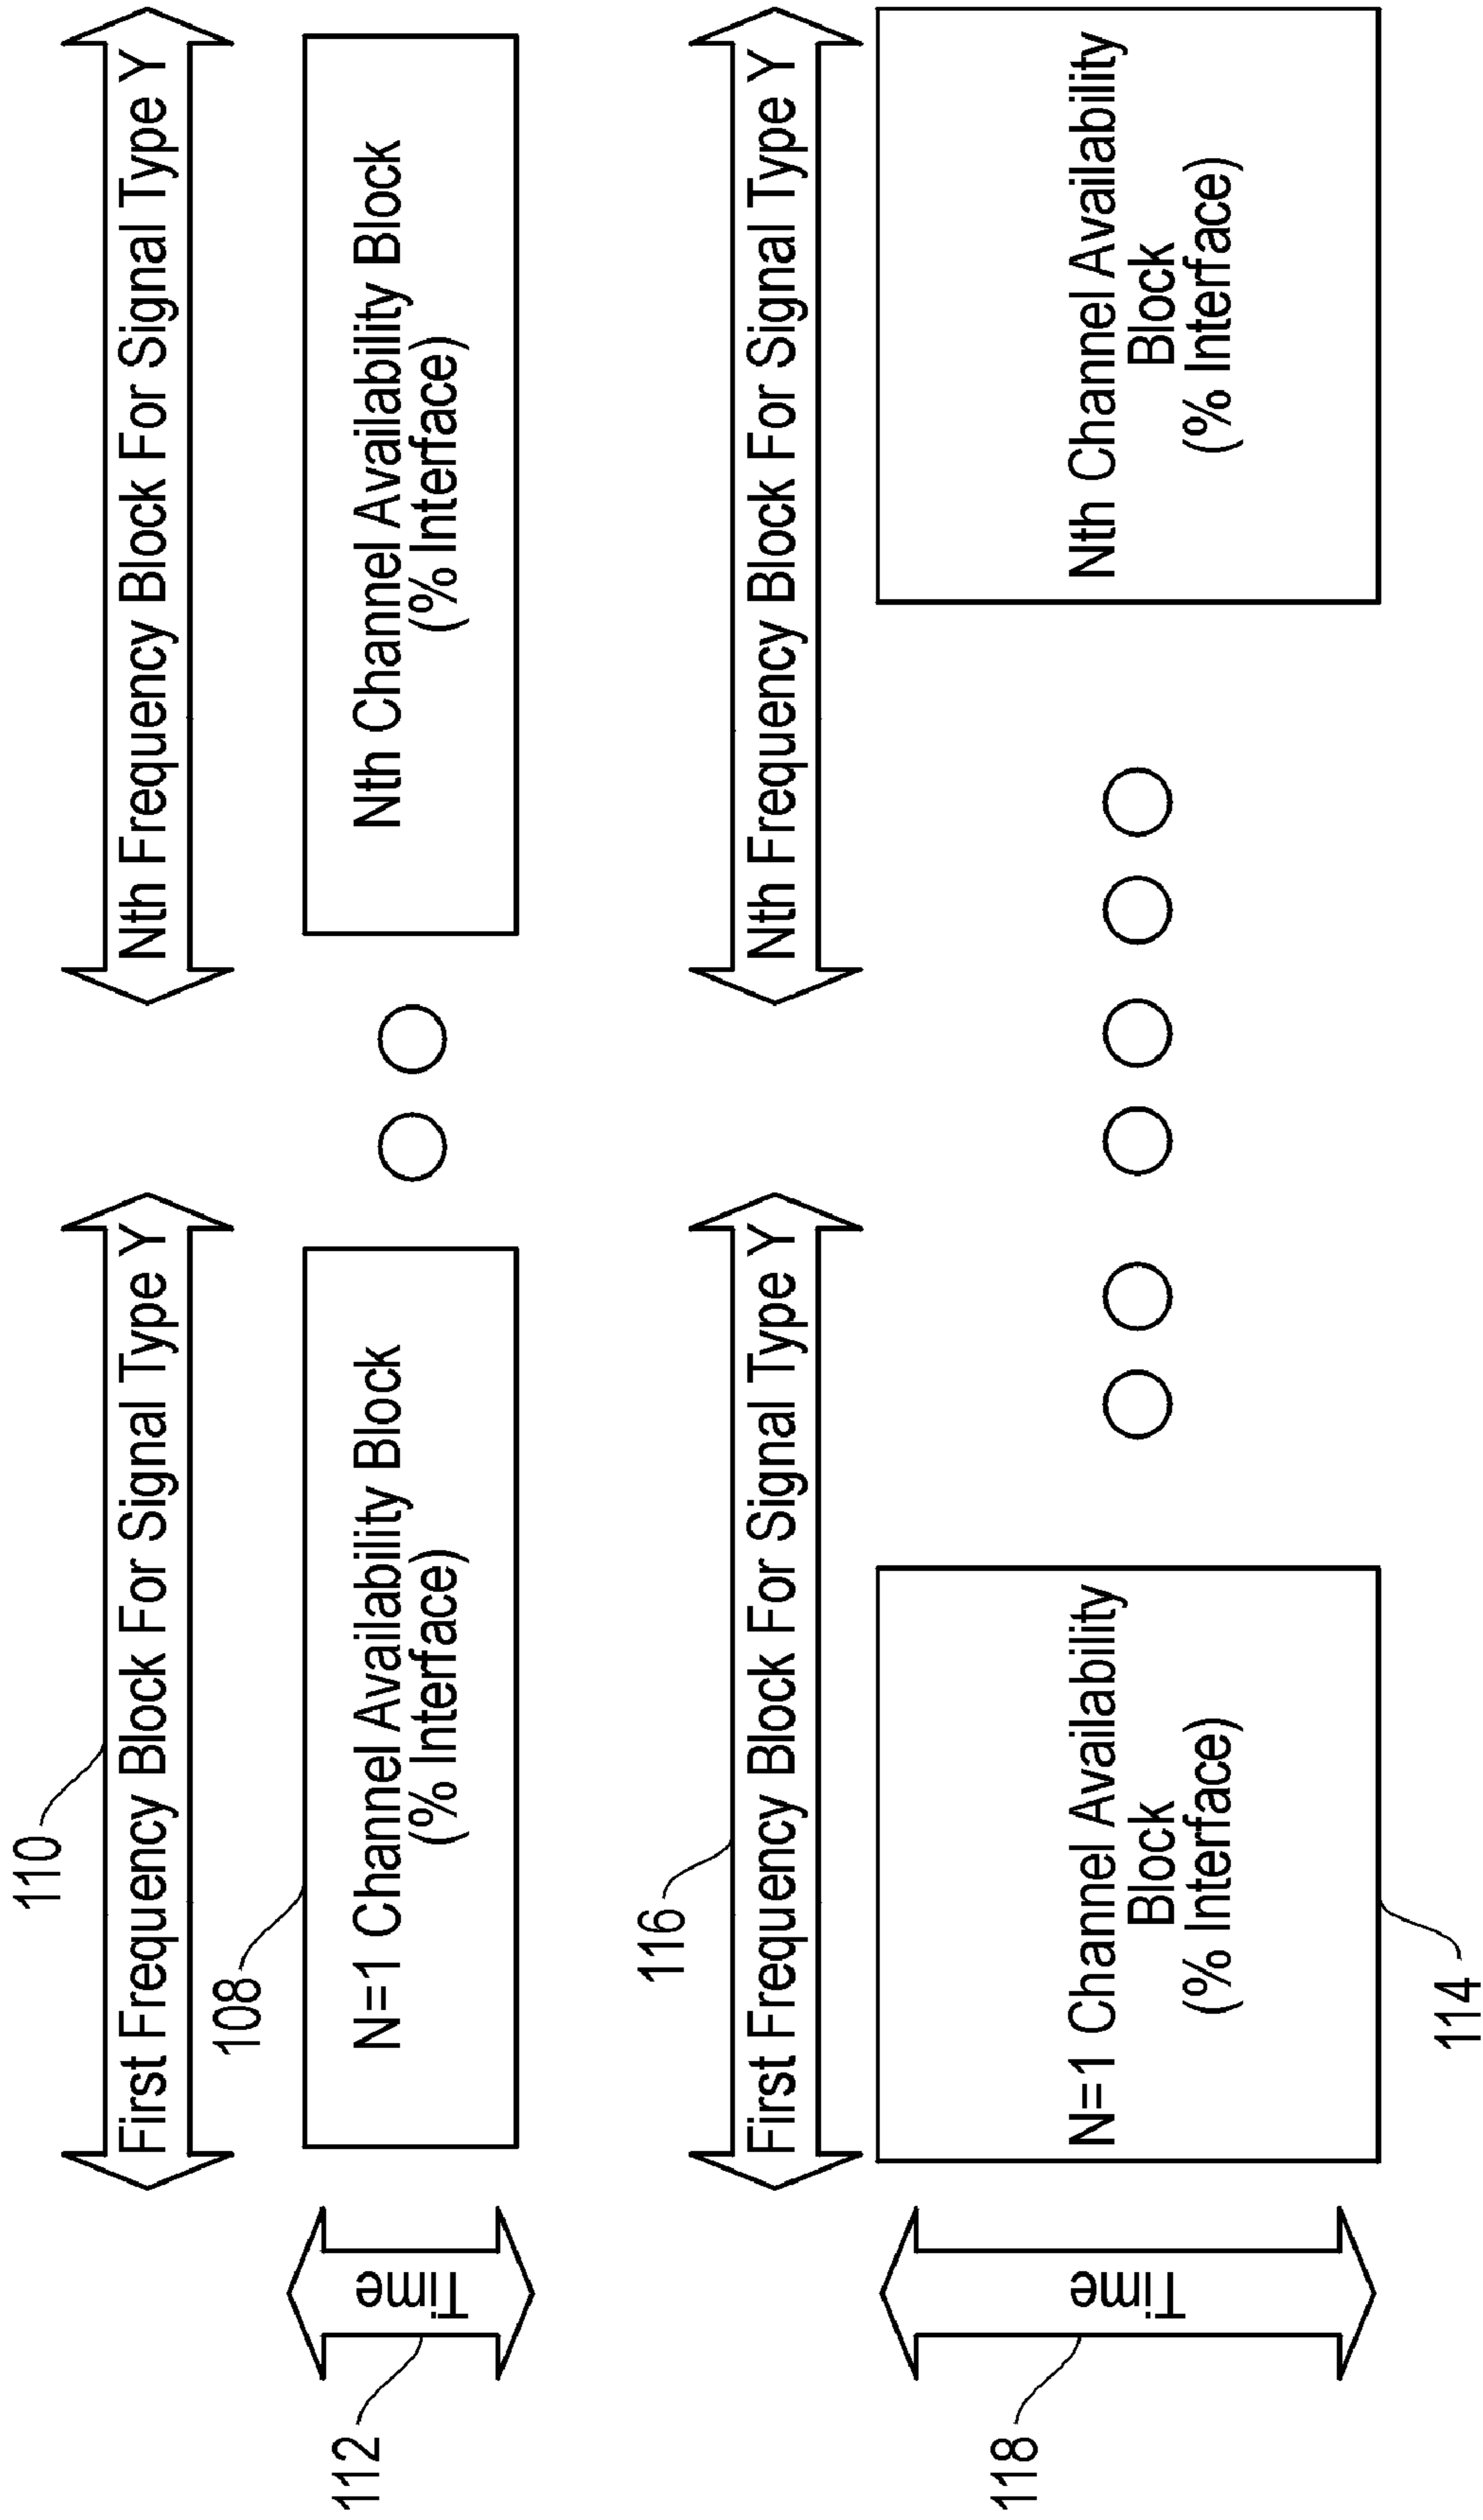 110
First Frequency Block For Signal Type Y
Nth Frequency Block For Signal Type Y
108
112
Time
N=1 Channel Availability Block
(% Interface)
Nth Channel Availability Block
(% Interface)
116
First Frequency Block For Signal Type Y
Nth Frequency Block For Signal Type Y
118
Time
N=1 Channel Availability
Block
(% Interface)
Nth Channel Availability
Block
(% Interface)
114